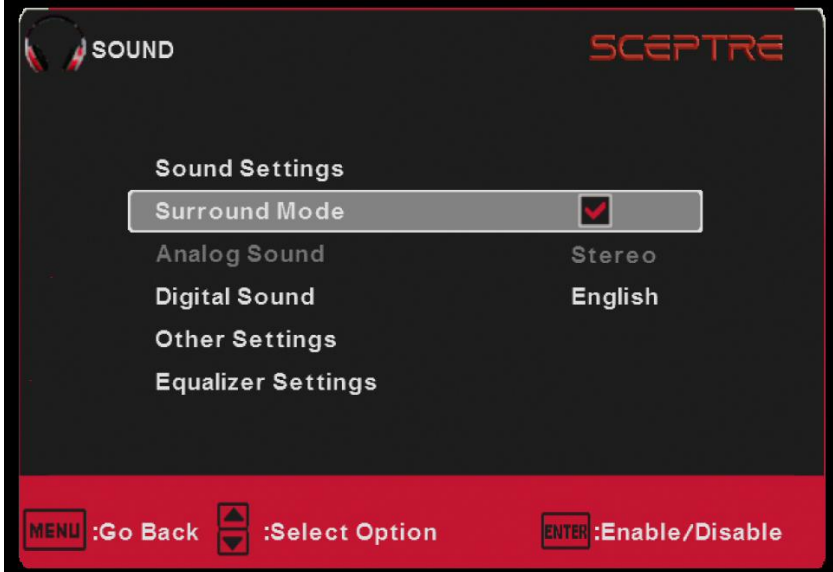 SOUND SCEPTRE
Sound Settings
Surround Mode
Analog Sound Stereo
Digital Sound English
Other Settings
Equalizer Settings
MENU :Go Back :Select Option ENTER :Enable/Disable